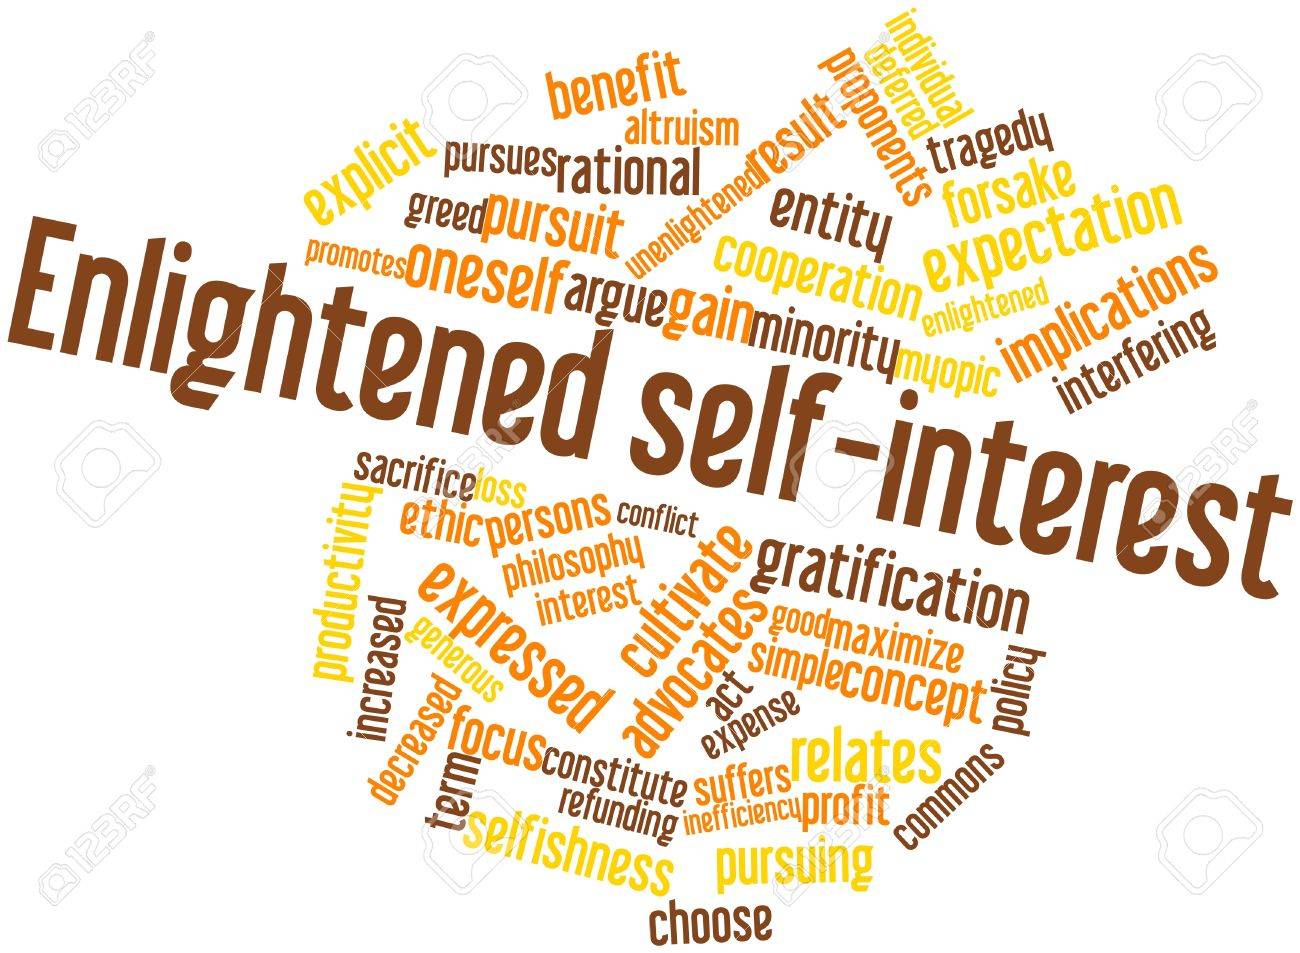 individual
deferred
proponents
benefit
altruism
result
tragedy
explicit
pursues
rational
unenlightened
entity
forsake
greed
pursuit
cooperation
expectation
promotes
oneself
argue
gain
minority
enlightened
implications
myopic
interfering
Enlightened self-interest
sacrifice
loss
productivity
ethic
persons
conflict
philosophy
interest
cultivate
gratification
expressed
advocates
good
maximize
increased
generous
simple
concept
policy
act
expense
decreased
focus
constitute
suffers
relates
commons
term
refunding
inefficiency
profit
selfishness
pursuing
choose
123RF
123RF
123RF
123RF
123RF
123RF
123RF
123RF
123RF
123RF
123RF